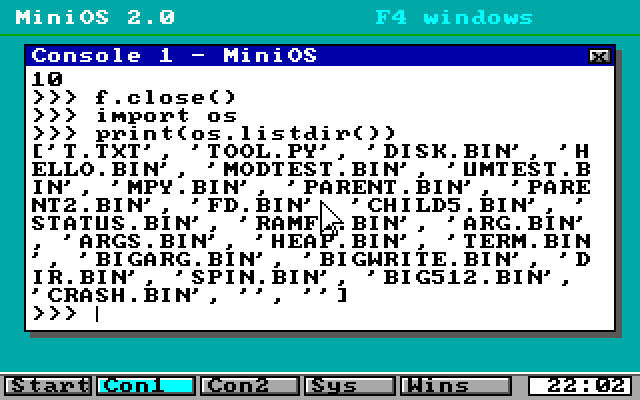 MiniOS 2.0 F4 windows
Console 1 - MiniOS
10
>>> f.close()
>>> import os
>>> print(os.listdir())
['T.TXT', 'TOOL.PY', 'DISK.BIN', 'H
ELLO.BIN', 'MODTEST.BIN', 'UMTEST.B
IN', 'MPY.BIN', 'PARENT.BIN', 'PARE
NT2.BIN', 'FD.BIN', 'CHILD5.BIN', '
STATUS.BIN', .BIN', 'ARG.BIN'
, 'ARGS.BIN', 'HEAP.BIN', 'TERM.BIN
', 'BIGARG.BIN', 'BIGWRITE.BIN', 'D
IR.BIN', 'SPIN.BIN', 'BIG512.BIN',
'CRASH.BIN', '', '']
>>>
Start Con1 Con2 Sys Wins 22:02